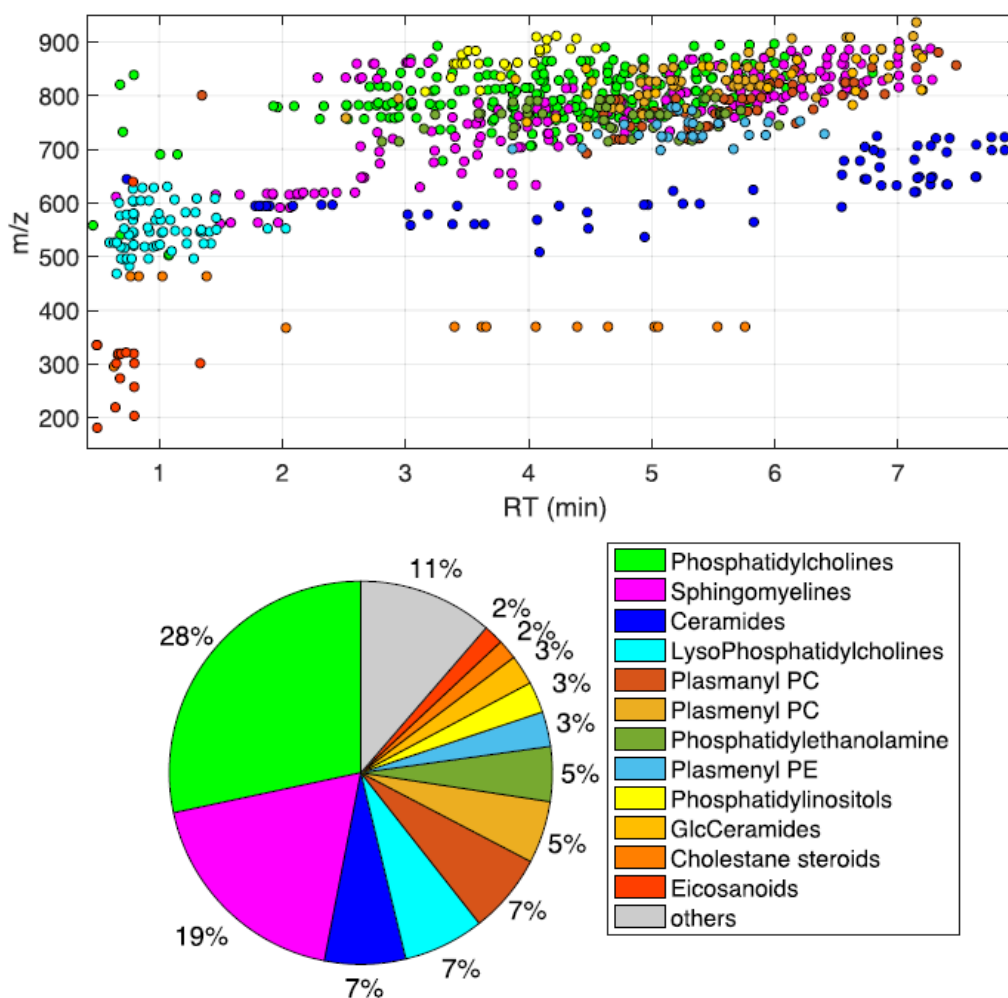 900
800
700
600
500
400
300
200
m/z
1 2 3 4 5 6 7
RT (min)
11%
2%
2%
3%
3%
3%
5%
5%
7%
7%
7%
19%
28%
Phosphatidylcholines
Sphingomyelines
Ceramides
LysoPhosphatidylcholines
Plasmanyl PC
Plasmenyl PC
Phosphatidylethanolamine
Plasmenyl PE
Phosphatidylinositols
GlcCeramides
Cholestane steroids
Eicosanoids
others